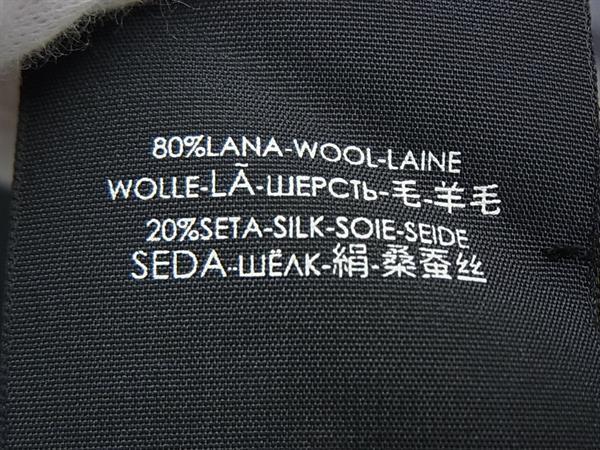 80%LANA-WOOL-LAINE
WOLLE-LÃ-ШЕРСТЬ-毛-羊毛
20%SETA-SILK-SOIE-SEIDE
SEDA-ШЁЛК-絹-桑蚕丝